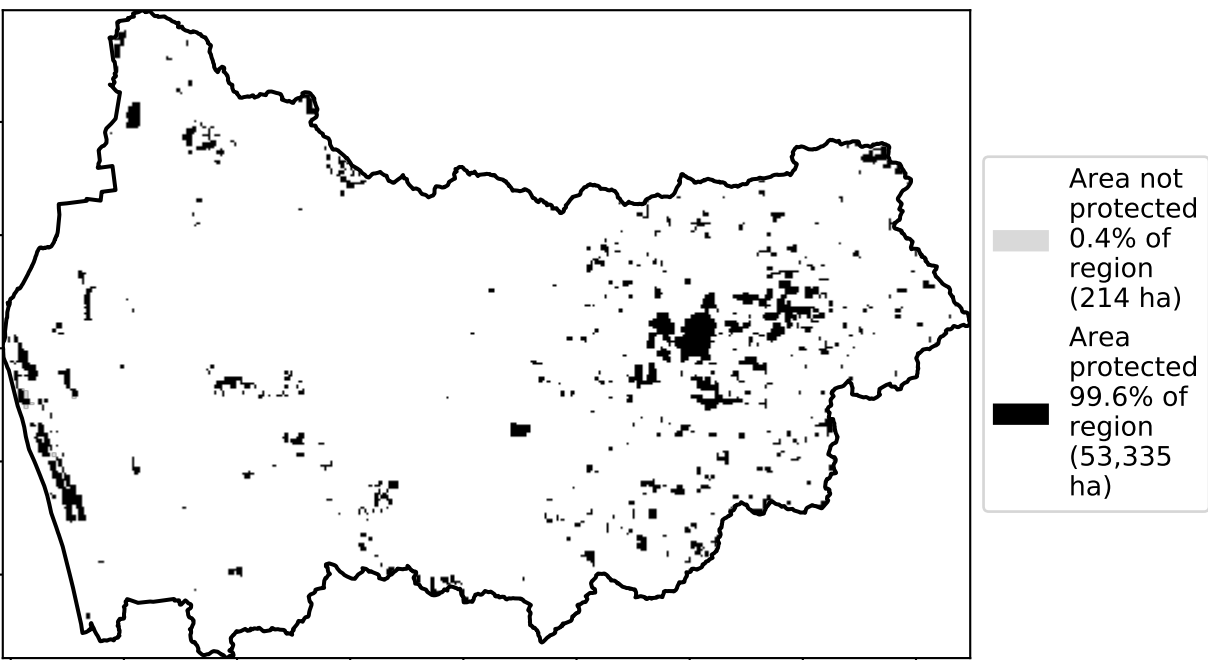 Area not
protected
0.4% of
region
(214 ha)
Area
protected
99.6% of
region
(53,335
ha)